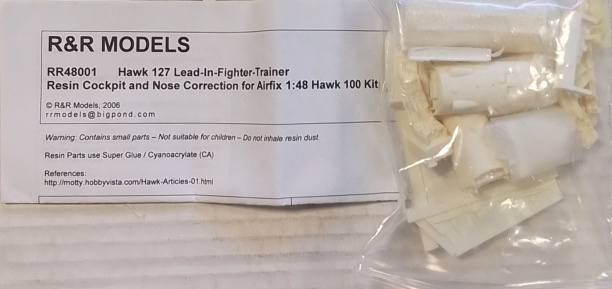 R&R MODELS
RR48001 Hawk 127 Lead-In-Fighter-Trainer
Resin Cockpit and Nose Correction for Airfix 1:48 Hawk 100 Kit
© R&R Models, 2006
rrmodels@bigpond.com
Warning: Contains small parts – Not suitable for children – Do not inhale resin dust.
Resin Parts use Super Glue / Cyanoacrylate (CA)
References:
http://motty.hobbyvista.com/Hawk-Articles-01.html